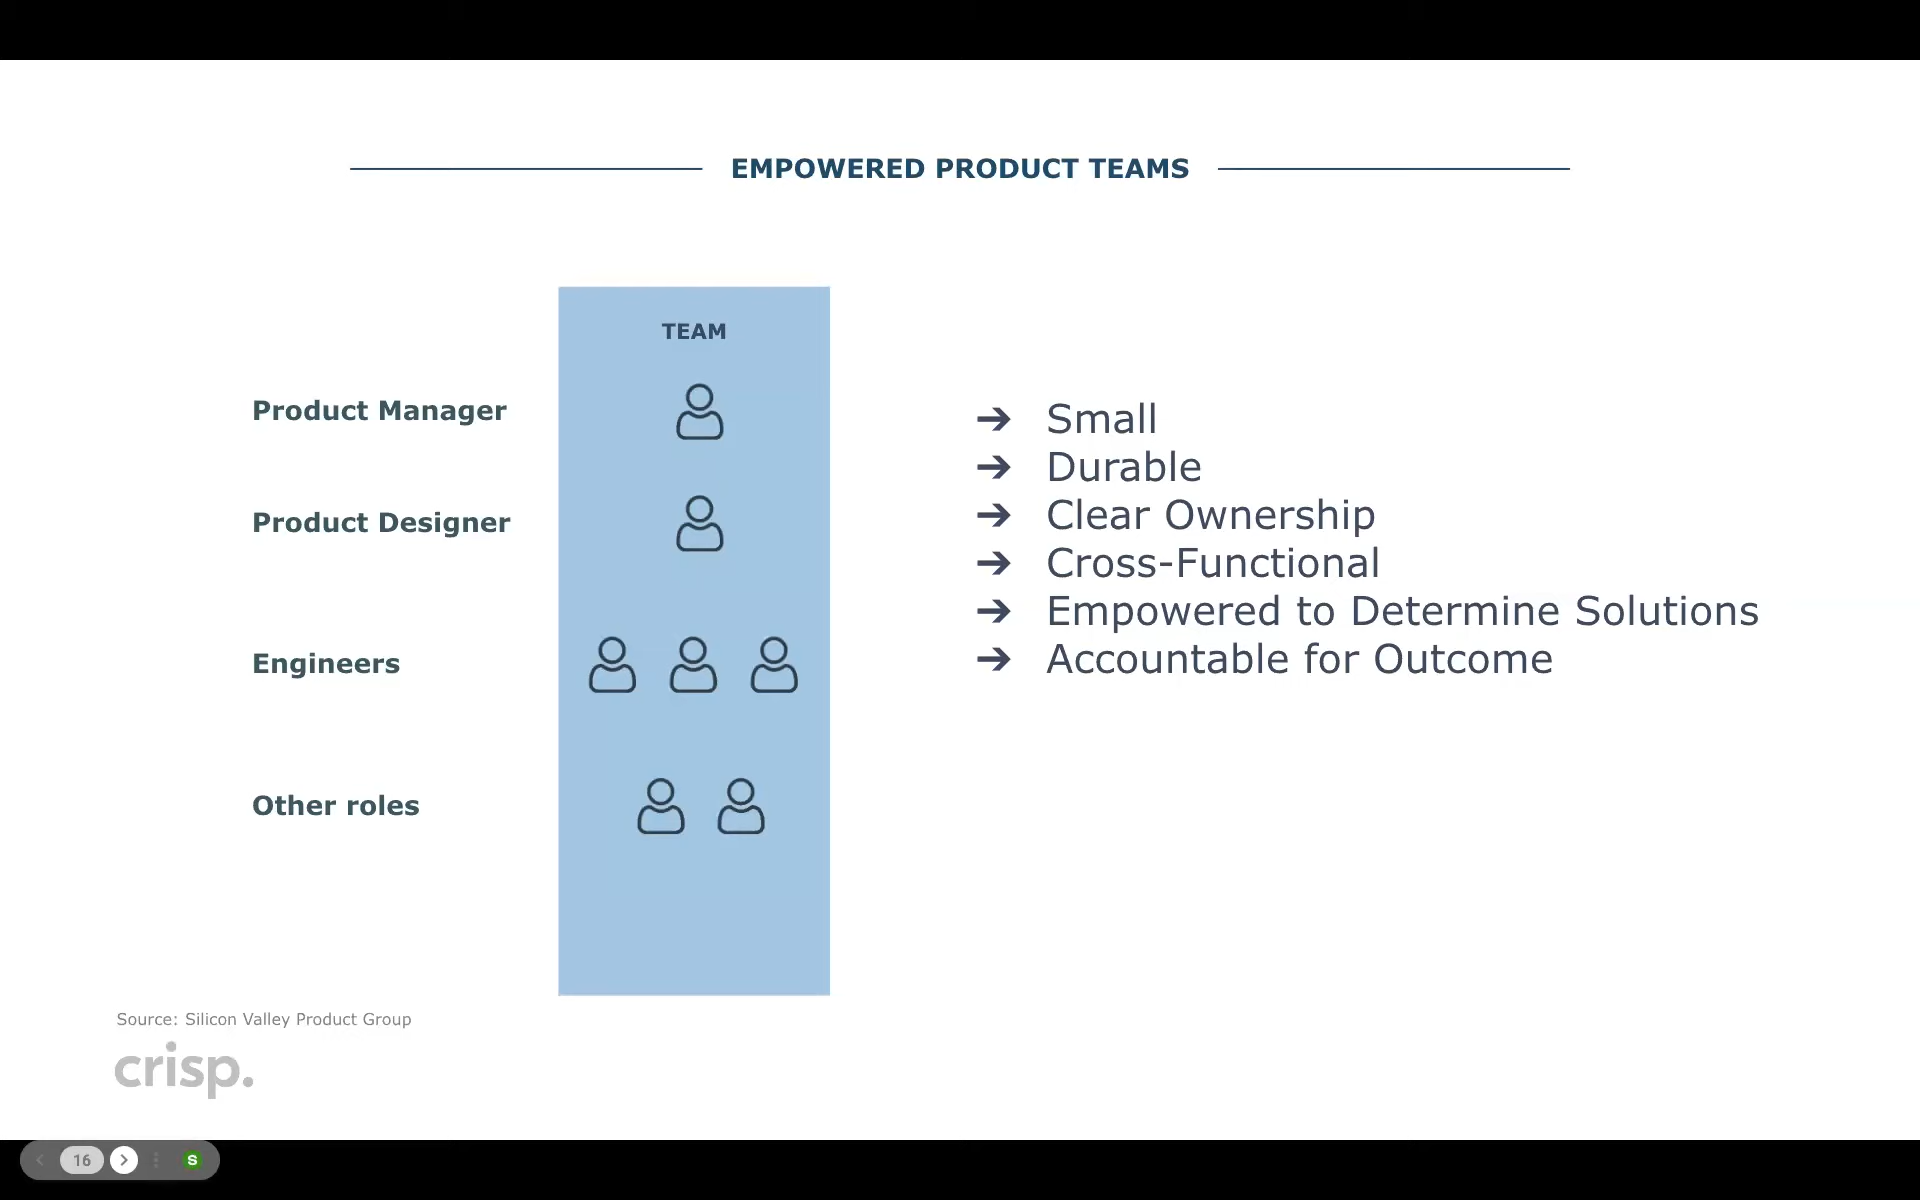 EMPOWERED PRODUCT TEAMS
TEAM
Product Manager
Product Designer
Engineers
Other roles
➔ Small
➔ Durable
➔ Clear Ownership
➔ Cross-Functional
➔ Empowered to Determine Solutions
➔ Accountable for Outcome
Source: Silicon Valley Product Group
crisp.
16
S